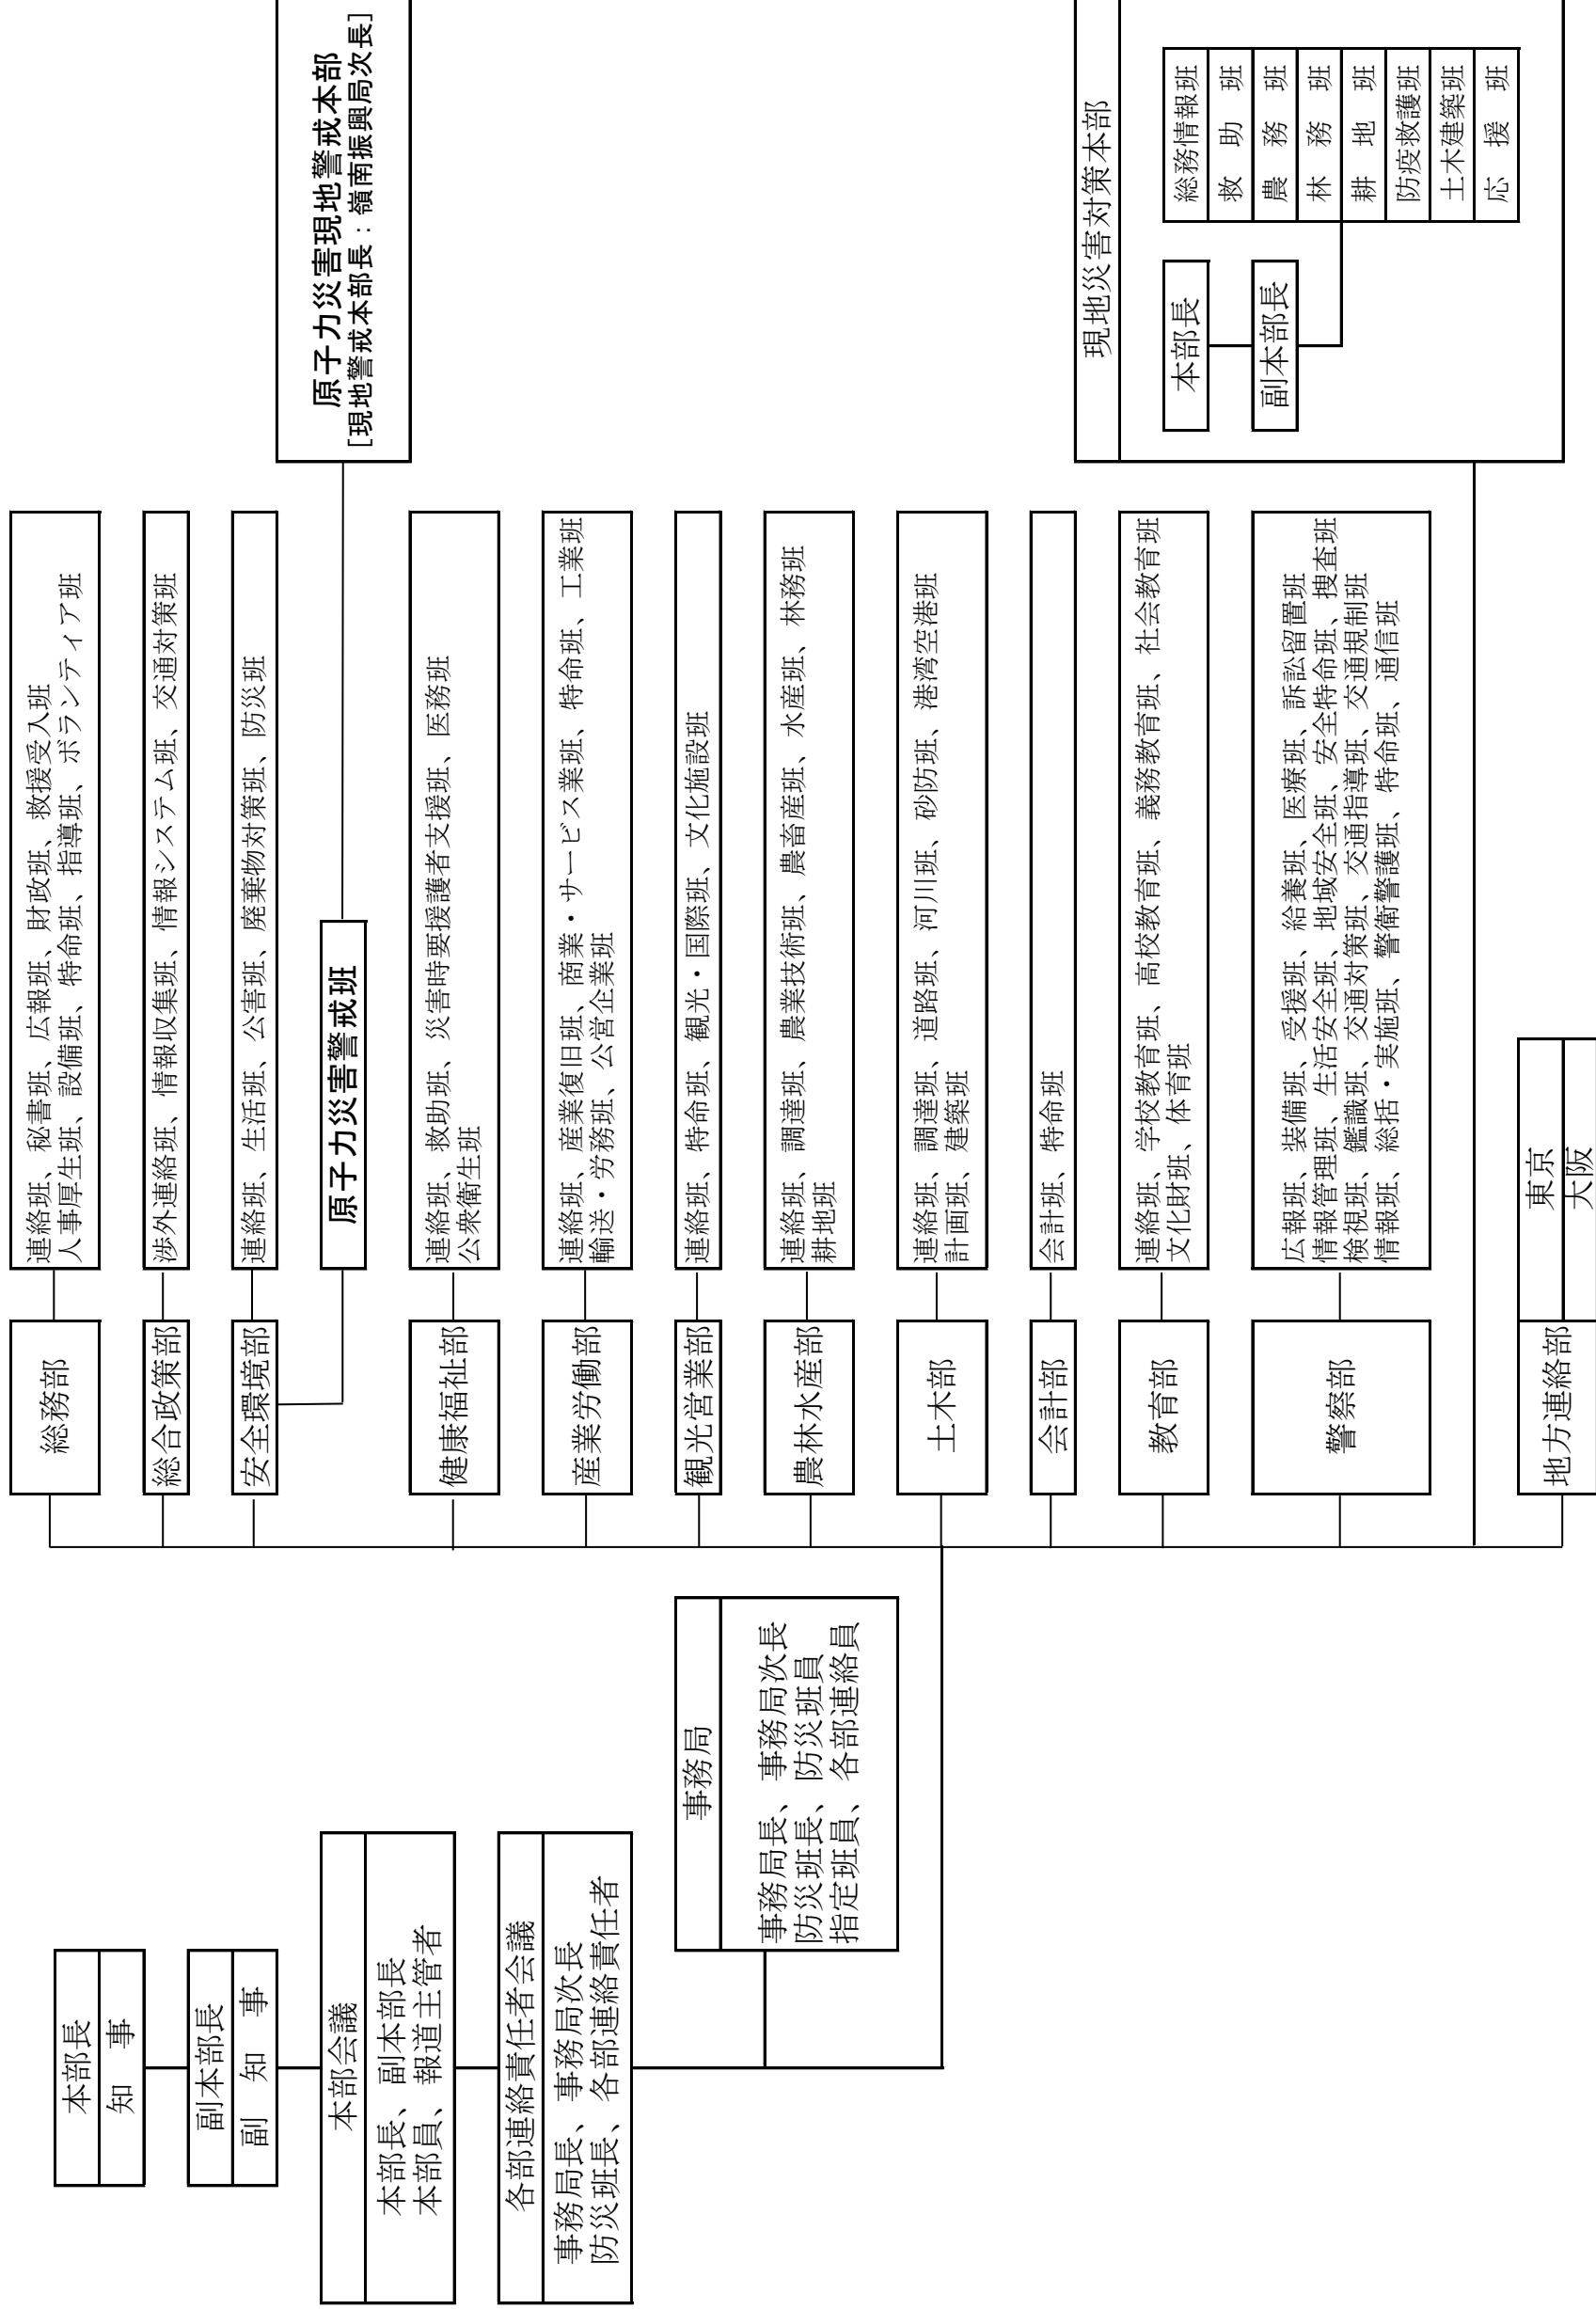 本部長
知　事
副本部長
副　知　事
本部会議
本部長、副本部長
本部員、報道主管者
各部連絡責任者会議
事務局長、事務局次長
防災班長、各部連絡責任者
事務局
事務局長、事務局次長
防災班長、防災班員
指定班員、各部連絡員
総務部
連絡班、秘書班、広報班、財政班、救援受入班
人事厚生班、設備班、特命班、指導班、ボランティア班
総合政策部
渉外連絡班、情報収集班、情報システム班、交通対策班
安全環境部
連絡班、生活班、公害班、廃棄物対策班、防災班
原子力災害警戒班
原子力災害現地警戒本部
[現地警戒本部長：嶺南振興局次長]
健康福祉部
連絡班、救助班、災害時要援護者支援班、医務班
公衆衛生班
産業労働部
連絡班、産業復旧班、商業・サービス業班、特命班、工業班
輸送・労務班、公営企業班
観光営業部
連絡班、特命班、観光・国際班、文化施設班
農林水産部
連絡班、調達班、農業技術班、農畜産班、水産班、林務班
耕地班
土木部
連絡班、調達班、道路班、河川班、砂防班、港湾空港班
計画班、建築班
会計部
会計班、特命班
教育部
連絡班、学校教育班、高校教育班、義務教育班、社会教育班
文化財班、体育班
警察部
広報班、装備班、受援班、給養班、医療班、訴訟留置班
情報管理班、生活安全班、地域安全班、安全特命班、捜査班
検視班、鑑識班、交通対策班、交通指導班、交通規制班
情報班、総括・実施班、警衛警護班、特命班、通信班
現地災害対策本部
本部長
副本部長
総務情報班
救　助　班
農　務　班
林　務　班
耕　地　班
防疫救護班
土木建築班
応　援　班
地方連絡部
東京
大阪